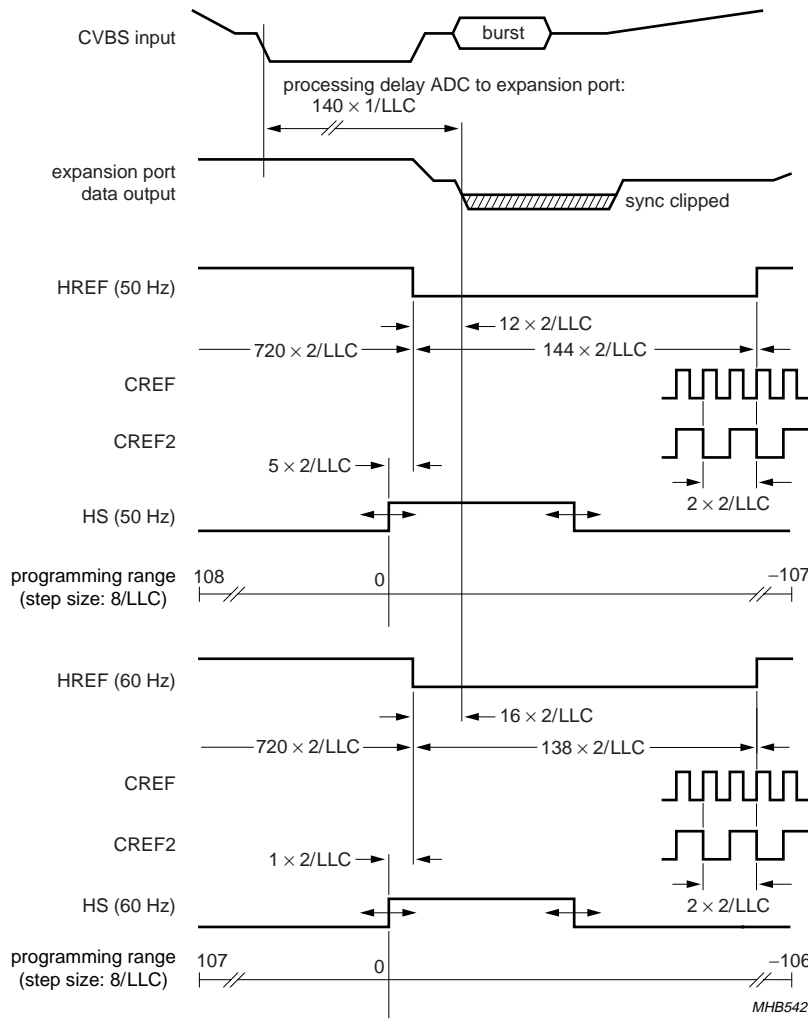 CVBS input
burst
processing delay ADC to expansion port:
140 × 1/LLC
expansion port
data output
sync clipped
HREF (50 Hz)
12 × 2/LLC
720 × 2/LLC
144 × 2/LLC
CREF
CREF2
5 × 2/LLC
2 × 2/LLC
HS (50 Hz)
programming range
(step size: 8/LLC)
108
0
−107
HREF (60 Hz)
16 × 2/LLC
720 × 2/LLC
138 × 2/LLC
CREF
CREF2
1 × 2/LLC
2 × 2/LLC
HS (60 Hz)
programming range
(step size: 8/LLC)
107
0
−106
MHB542